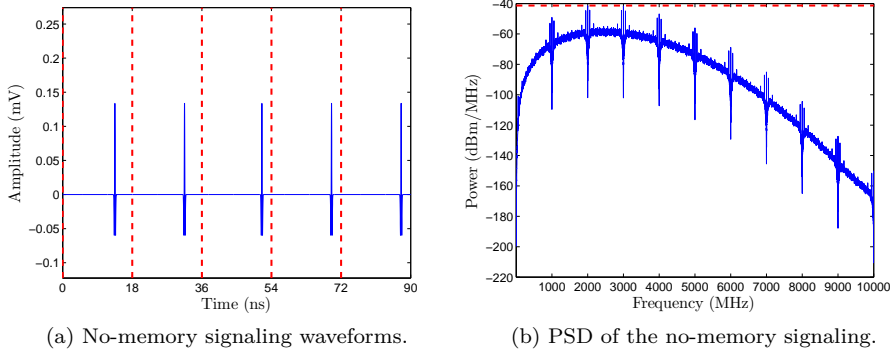 0.25
0.2
0.15
0.1
0.05
0
−0.05
−0.1
Amplitude (mV)
0 18 36 54 72 90
Time (ns)
(a) No-memory signaling waveforms.
−40
−60
−80
−100
−120
−140
−160
−180
−200
−220
Power (dBm/MHz)
1000 2000 3000 4000 5000 6000 7000 8000 9000 10000
Frequency (MHz)
(b) PSD of the no-memory signaling.